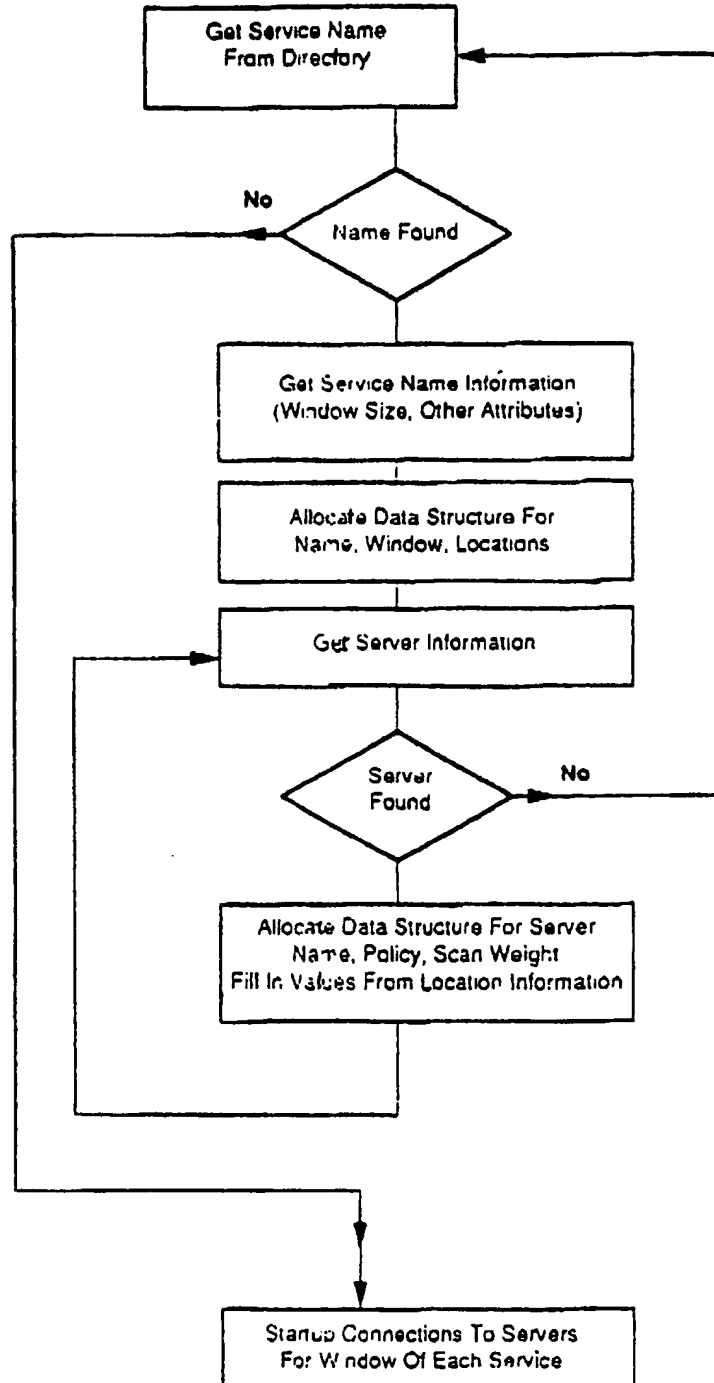 Get Service Name
From Directory
No
Name Found
Get Service Name Information
(Window Size, Other Attributes)
Allocate Data Structure For
Name, Window, Locations
Get Server Information
Server
Found
No
Allocate Data Structure For Server
Name, Policy, Scan Weight
Fill In Values From Location Information
Startup Connections To Servers
For Window Of Each Service